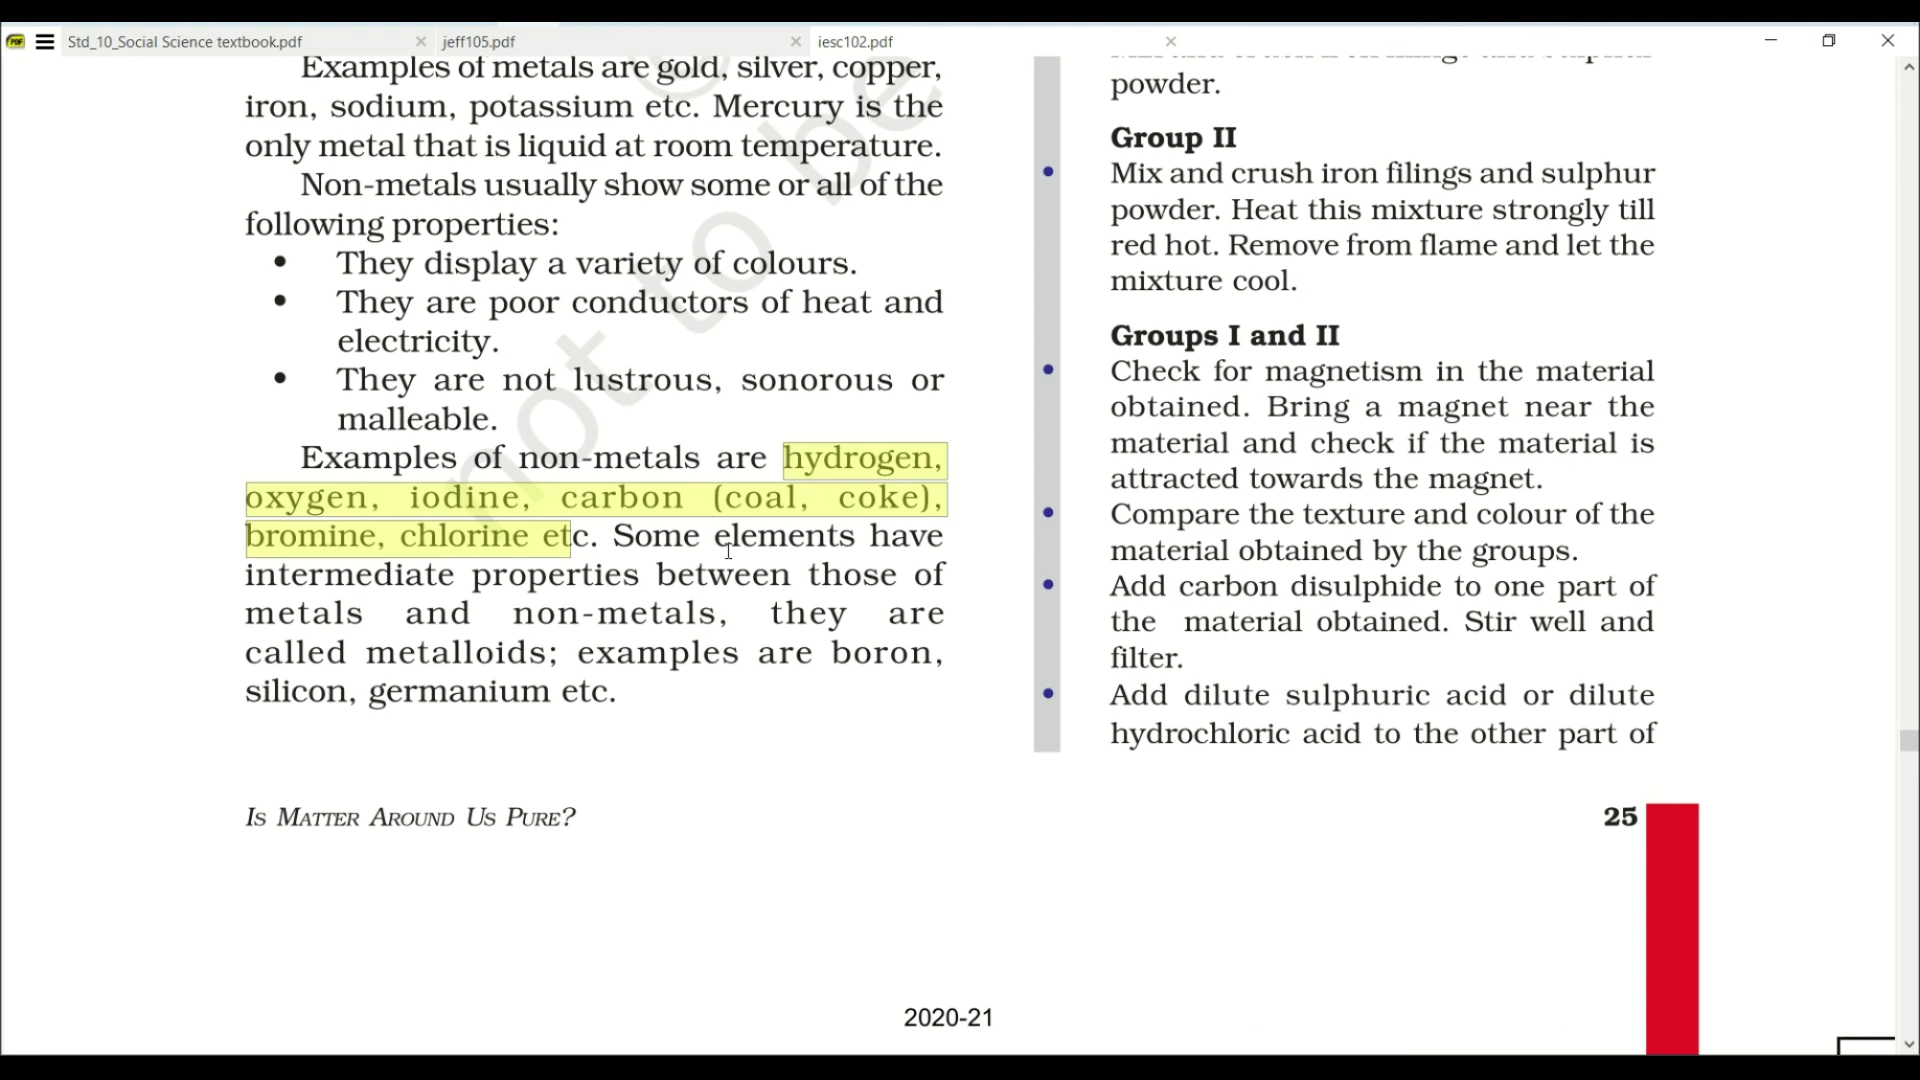 Std_10_Social Science textbook.pdf
jeff105.pdf
iesc102.pdf
Examples of metals are gold, silver, copper,
iron, sodium, potassium etc. Mercury is the
only metal that is liquid at room temperature.
Non-metals usually show some or all of the
following properties:
• They display a variety of colours.
• They are poor conductors of heat and
electricity.
• They are not lustrous, sonorous or
malleable.
Examples of non-metals are hydrogen,
oxygen, iodine, carbon (coal, coke),
bromine, chlorine etc. Some elements have
intermediate properties between those of
metals and non-metals, they are
called metalloids; examples are boron,
silicon, germanium etc.
powder.
Group II
• Mix and crush iron filings and sulphur
powder. Heat this mixture strongly till
red hot. Remove from flame and let the
mixture cool.
Groups I and II
• Check for magnetism in the material
obtained. Bring a magnet near the
material and check if the material is
attracted towards the magnet.
• Compare the texture and colour of the
material obtained by the groups.
• Add carbon disulphide to one part of
the material obtained. Stir well and
filter.
• Add dilute sulphuric acid or dilute
hydrochloric acid to the other part of
Is Matter Around Us Pure?
25
2020-21
not to be